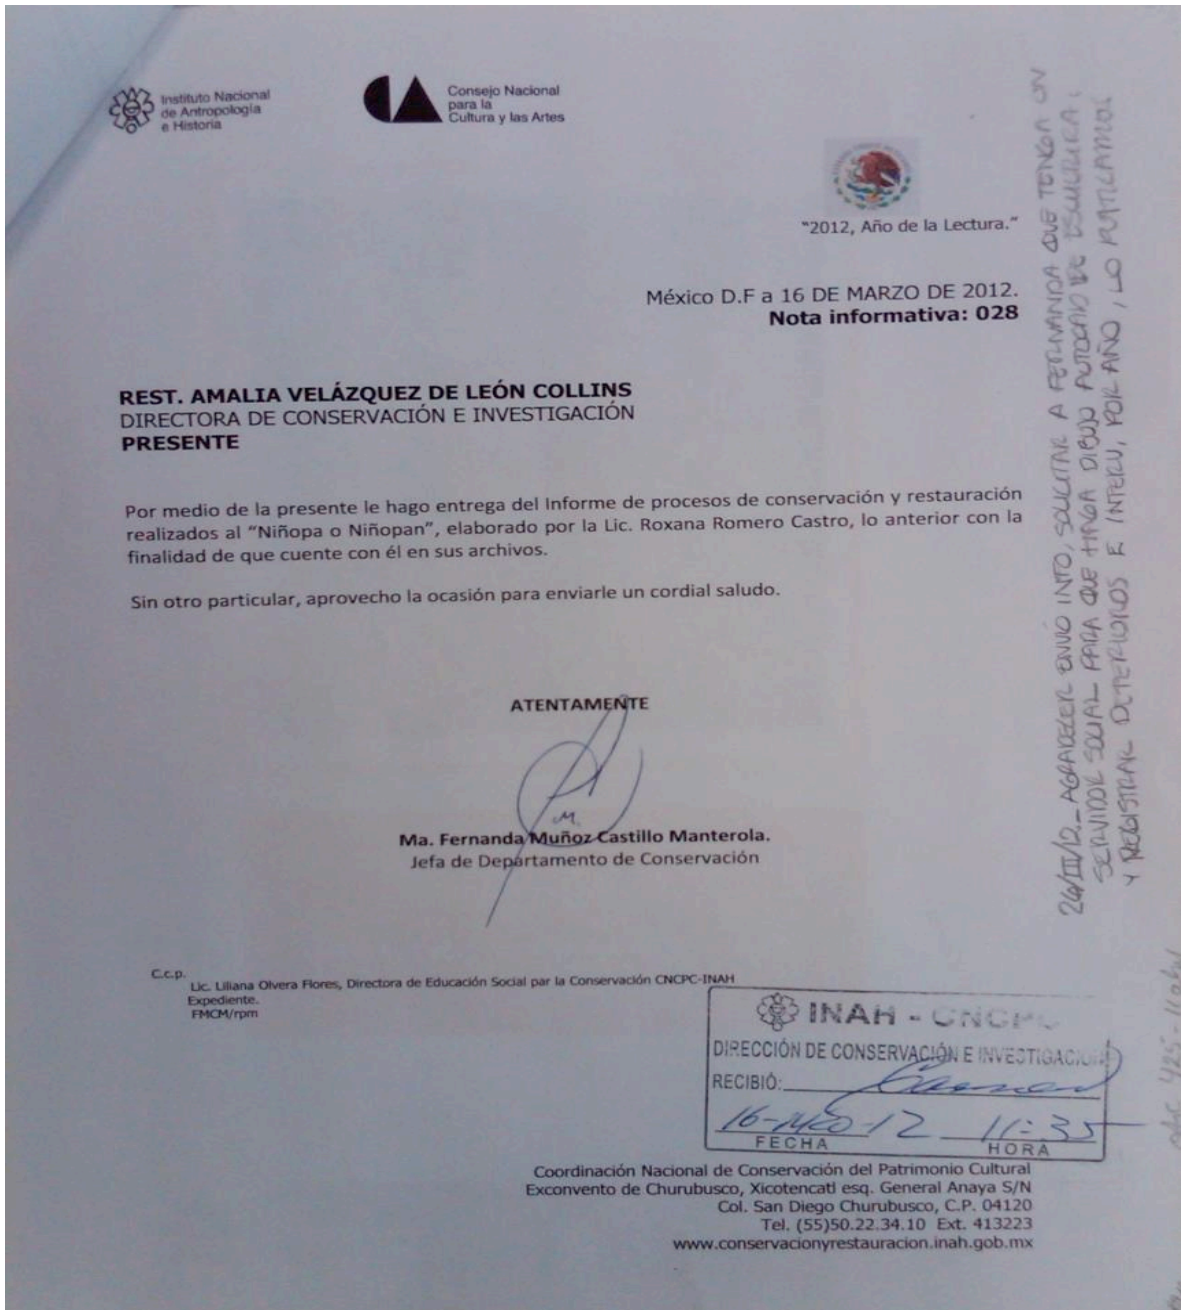 Instituto Nacional
de Antropología
e Historia
Consejo Nacional
para la
Cultura y las Artes
"2012, Año de la Lectura."
México D.F a 16 DE MARZO DE 2012.
Nota informativa: 028
REST. AMALIA VELÁZQUEZ DE LEÓN COLLINS
DIRECTORA DE CONSERVACIÓN E INVESTIGACIÓN
PRESENTE
Por medio de la presente le hago entrega del Informe de procesos de conservación y restauración
realizados al "Niñopa o Niñopan", elaborado por la Lic. Roxana Romero Castro, lo anterior con la
finalidad de que cuente con él en sus archivos.
Sin otro particular, aprovecho la ocasión para enviarle un cordial saludo.
ATENTAMENTE
Ma. Fernanda Muñoz Castillo Manterola.
Jefa de Departamento de Conservación
C.c.p.
Lic. Liliana Olvera Flores, Directora de Educación Social par la Conservación CNCPC-INAH
Expediente.
FMCM/rpm
INAH - CNCPC
DIRECCIÓN DE CONSERVACIÓN E INVESTIGACIÓN
RECIBIÓ:
16-MZO-12 11:35
FECHA HORA
Coordinación Nacional de Conservación del Patrimonio Cultural
Exconvento de Churubusco, Xicotencatl esq. General Anaya S/N
Col. San Diego Churubusco, C.P. 04120
Tel. (55)50.22.34.10 Ext. 413223
www.conservacionyrestauracion.inah.gob.mx
26/III/12._ AGRADECER ENVIO INFO, SOLICITAR A FERNANDA QUE TENGA UN
SERVIDOR SOCIAL PARA QUE HAGA DIBUJO AUTOCAD DE ESCULTURA
Y REGISTRAR DETERIOROS E INTERV, POR AÑO, LO PLATICAMOS